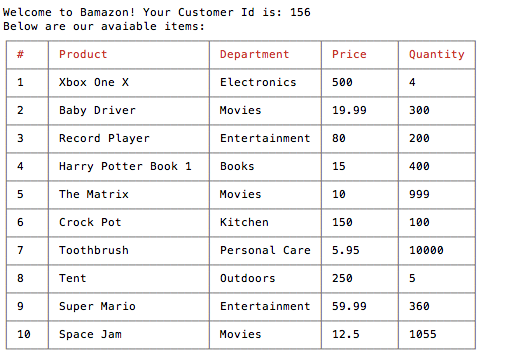 Welcome to Bamazon! Your Customer Id is: 156
Below are our avaiable items:
# Product Department Price Quantity
1 Xbox One X Electronics 500 4
2 Baby Driver Movies 19.99 300
3 Record Player Entertainment 80 200
4 Harry Potter Book 1 Books 15 400
5 The Matrix Movies 10 999
6 Crock Pot Kitchen 150 100
7 Toothbrush Personal Care 5.95 10000
8 Tent Outdoors 250 5
9 Super Mario Entertainment 59.99 360
10 Space Jam Movies 12.5 1055